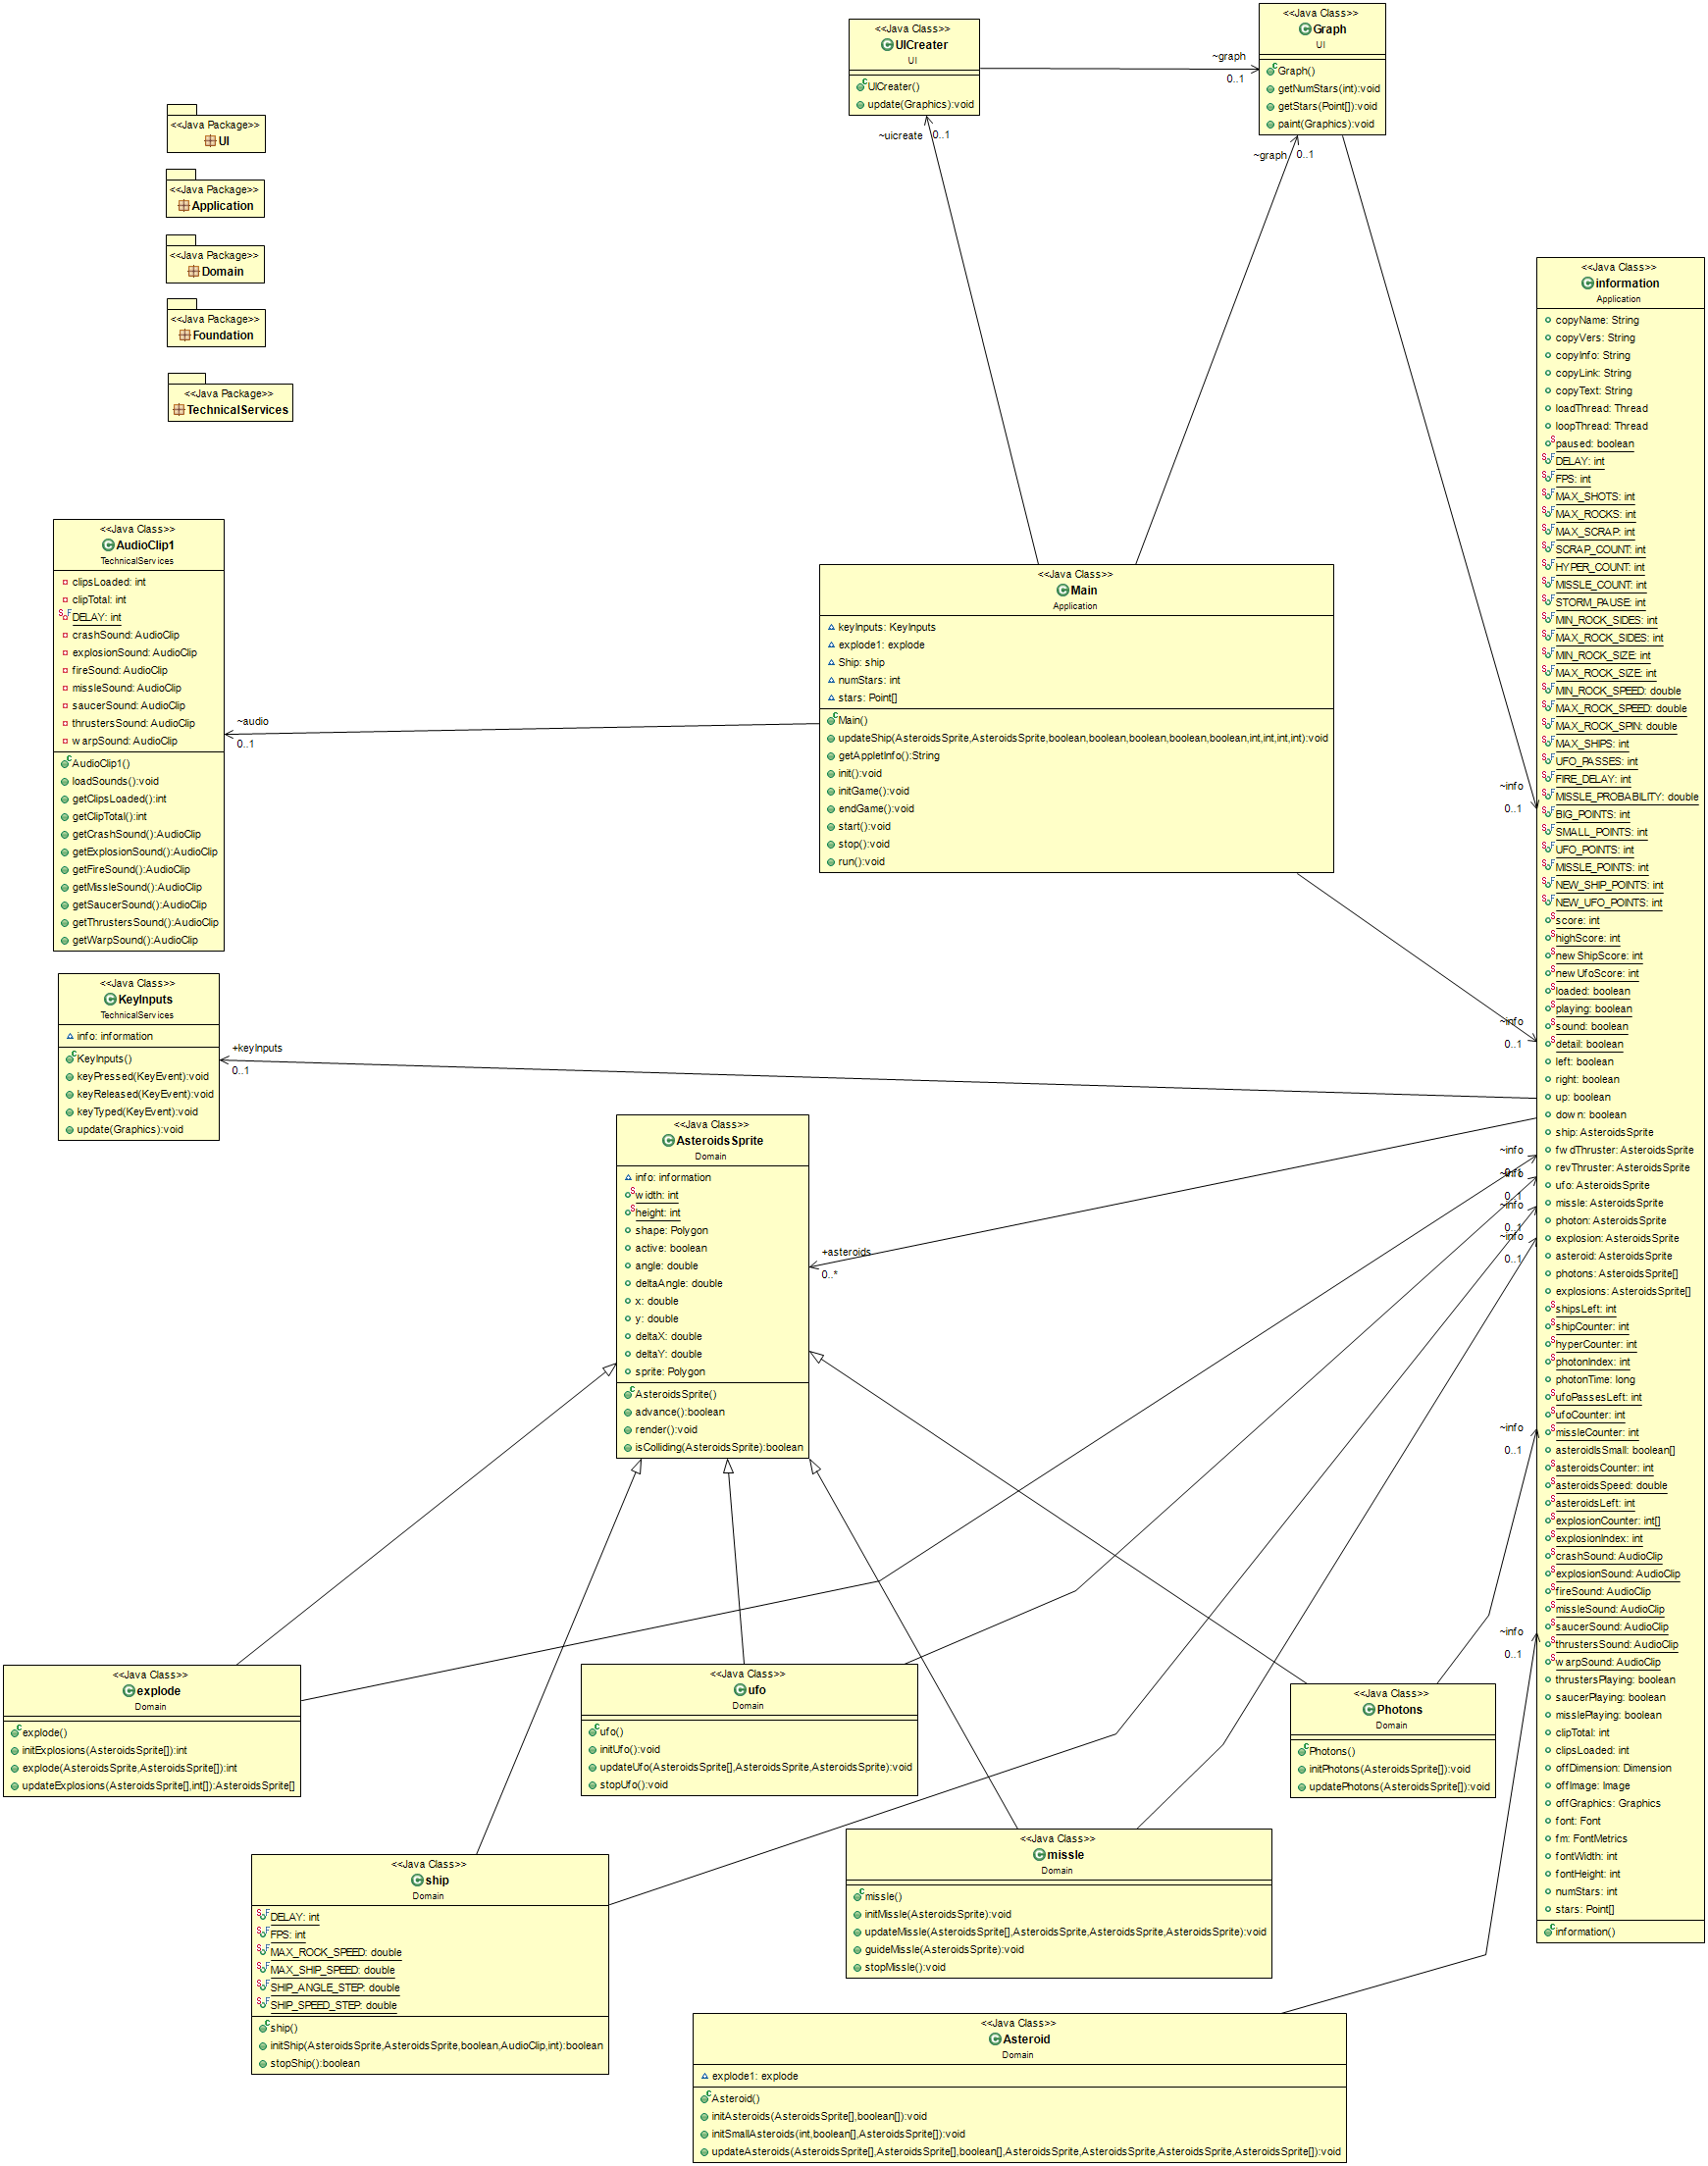 <<Java Class>>
UICreater
UI
UICreater()
update(Graphics):void
<<Java Class>>
Graph
UI
Graph()
getNumStars(int):void
getStars(Point[]):void
paint(Graphics):void
~graph
0..1
~uicreate
0..1
~graph
0..1
<<Java Package>>
UI
<<Java Package>>
Application
<<Java Package>>
Domain
<<Java Package>>
Foundation
<<Java Package>>
TechnicalServices
<<Java Class>>
AudioClip1
TechnicalServices
clipsLoaded: int
clipTotal: int
DELAY: int
crashSound: AudioClip
explosionSound: AudioClip
fireSound: AudioClip
missleSound: AudioClip
saucerSound: AudioClip
thrustersSound: AudioClip
warpSound: AudioClip
AudioClip1()
loadSounds():void
getClipsLoaded():int
getClipTotal():int
getCrashSound():AudioClip
getExplosionSound():AudioClip
getFireSound():AudioClip
getMissleSound():AudioClip
getSaucerSound():AudioClip
getThrustersSound():AudioClip
getWarpSound():AudioClip
~audio
0..1
<<Java Class>>
Main
Application
keyInputs: KeyInputs
explode1: explode
Ship: ship
numStars: int
stars: Point[]
Main()
updateShip(AsteroidsSprite,AsteroidsSprite,boolean,boolean,boolean,boolean,boolean,int,int,int,int):void
getAppletInfo():String
init():void
initGame():void
endGame():void
start():void
stop():void
run():void
<<Java Class>>
KeyInputs
TechnicalServices
info: information
KeyInputs()
keyPressed(KeyEvent):void
keyReleased(KeyEvent):void
keyTyped(KeyEvent):void
update(Graphics):void
+keyInputs
0..1
<<Java Class>>
AsteroidsSprite
Domain
info: information
width: int
height: int
shape: Polygon
active: boolean
angle: double
deltaAngle: double
x: double
y: double
deltaX: double
deltaY: double
sprite: Polygon
AsteroidsSprite()
advance():boolean
render():void
isColliding(AsteroidsSprite):boolean
+asteroids
0..*
<<Java Class>>
information
Application
copyName: String
copyVers: String
copyInfo: String
copyLink: String
copyText: String
loadThread: Thread
loopThread: Thread
paused: boolean
DELAY: int
FPS: int
MAX_SHOTS: int
MAX_ROCKS: int
MAX_SCRAP: int
SCRAP_COUNT: int
HYPER_COUNT: int
MISSLE_COUNT: int
STORM_PAUSE: int
MIN_ROCK_SIDES: int
MAX_ROCK_SIDES: int
MIN_ROCK_SIZE: int
MAX_ROCK_SIZE: int
MIN_ROCK_SPEED: double
MAX_ROCK_SPEED: double
MAX_ROCK_SPIN: double
MAX_SHIPS: int
UFO_PASSES: int
FIRE_DELAY: int
MISSLE_PROBABILITY: double
BIG_POINTS: int
SMALL_POINTS: int
UFO_POINTS: int
MISSLE_POINTS: int
NEW_SHIP_POINTS: int
NEW_UFO_POINTS: int
score: int
highScore: int
newShipScore: int
newUfoScore: int
loaded: boolean
playing: boolean
sound: boolean
detail: boolean
left: boolean
right: boolean
up: boolean
down: boolean
ship: AsteroidsSprite
fwdThruster: AsteroidsSprite
revThruster: AsteroidsSprite
ufo: AsteroidsSprite
missle: AsteroidsSprite
photon: AsteroidsSprite
explosion: AsteroidsSprite
asteroid: AsteroidsSprite
photons: AsteroidsSprite[]
explosions: AsteroidsSprite[]
shipsLeft: int
shipCounter: int
hyperCounter: int
photonIndex: int
photonTime: long
ufoPassesLeft: int
ufoCounter: int
missleCounter: int
asteroidIsSmall: boolean[]
asteroidsCounter: int
asteroidsSpeed: double
asteroidsLeft: int
explosionCounter: int[]
explosionIndex: int
crashSound: AudioClip
explosionSound: AudioClip
fireSound: AudioClip
missleSound: AudioClip
saucerSound: AudioClip
thrustersSound: AudioClip
warpSound: AudioClip
thrustersPlaying: boolean
saucerPlaying: boolean
misslePlaying: boolean
clipTotal: int
clipsLoaded: int
offDimension: Dimension
offImage: Image
offGraphics: Graphics
font: Font
fm: FontMetrics
fontWidth: int
fontHeight: int
numStars: int
stars: Point[]
information()
~info
0..1
~info
0..1
~info
0..1
~info
0..1
~info
0..1
~info
0..1
~info
0..1
~info
0..1
<<Java Class>>
explode
Domain
explode()
initExplosions(AsteroidsSprite[]):int
explode(AsteroidsSprite,AsteroidsSprite[]):int
updateExplosions(AsteroidsSprite[],int[]):AsteroidsSprite[]
<<Java Class>>
ufo
Domain
ufo()
initUfo():void
updateUfo(AsteroidsSprite[],AsteroidsSprite,AsteroidsSprite):void
stopUfo():void
<<Java Class>>
Photons
Domain
Photons()
initPhotons(AsteroidsSprite[]):void
updatePhotons(AsteroidsSprite[]):void
<<Java Class>>
ship
Domain
DELAY: int
FPS: int
MAX_ROCK_SPEED: double
MAX_SHIP_SPEED: double
SHIP_ANGLE_STEP: double
SHIP_SPEED_STEP: double
ship()
initShip(AsteroidsSprite,AsteroidsSprite,boolean,AudioClip,int):boolean
stopShip():boolean
<<Java Class>>
missle
Domain
missle()
initMissle(AsteroidsSprite):void
updateMissle(AsteroidsSprite[],AsteroidsSprite,AsteroidsSprite,AsteroidsSprite):void
guideMissle(AsteroidsSprite):void
stopMissle():void
<<Java Class>>
Asteroid
Domain
explode1: explode
Asteroid()
initAsteroids(AsteroidsSprite[],boolean[]):void
initSmallAsteroids(int,boolean[],AsteroidsSprite[]):void
updateAsteroids(AsteroidsSprite[],AsteroidsSprite[],boolean[],AsteroidsSprite,AsteroidsSprite,AsteroidsSprite,AsteroidsSprite[]):void